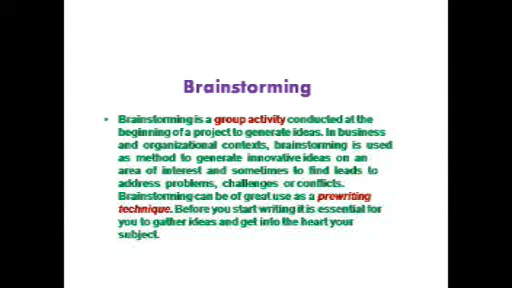 Brainstorming
• Brainstorming is a group activity conducted at the
beginning of a project to generate ideas. In business
and organizational contexts, brainstorming is used
as method to generate innovative ideas on an
area of interest and sometimes to find leads to
address problems, challenges or conflicts.
Brainstorming can be of great use as a prewriting
technique. Before you start writing it is essential for
you to gather ideas and get into the heart your
subject.